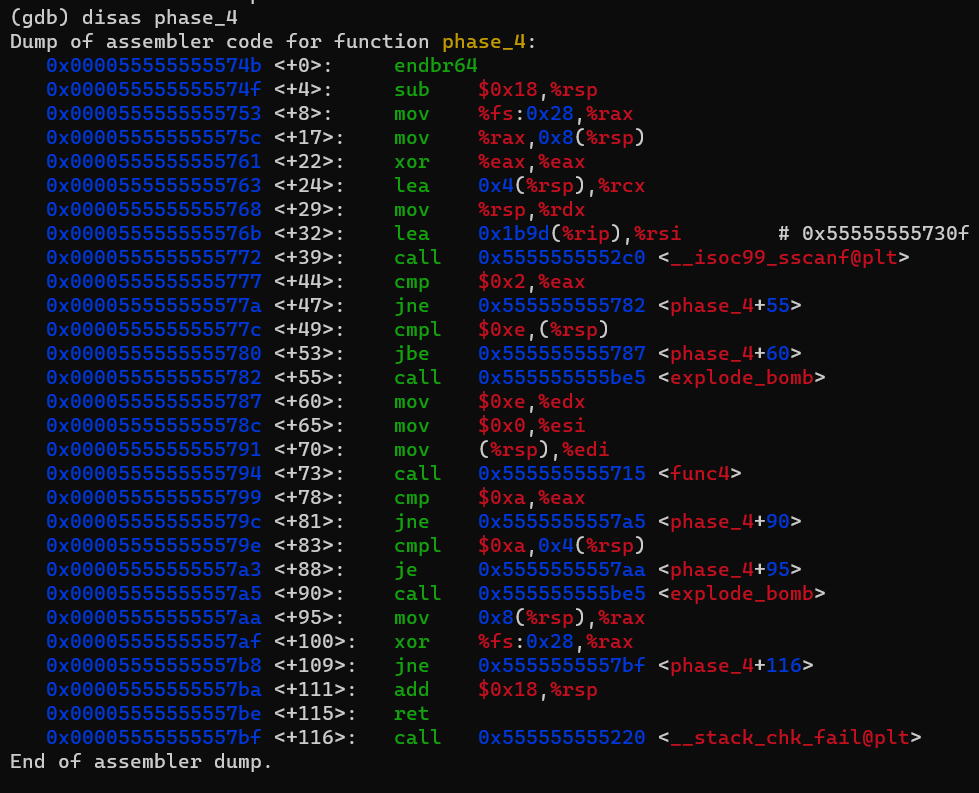 (gdb) disas phase_4
Dump of assembler code for function phase_4:
   0x000055555555574b <+0>:     endbr64
   0x000055555555574f <+4>:     sub    $0x18,%rsp
   0x0000555555555753 <+8>:     mov    %fs:0x28,%rax
   0x000055555555575c <+17>:    mov    %rax,0x8(%rsp)
   0x0000555555555761 <+22>:    xor    %eax,%eax
   0x0000555555555763 <+24>:    lea    0x4(%rsp),%rcx
   0x0000555555555768 <+29>:    mov    %rsp,%rdx
   0x000055555555576b <+32>:    lea    0x1b9d(%rip),%rsi        # 0x55555555730f
   0x0000555555555772 <+39>:    call   0x5555555552c0 <__isoc99_sscanf@plt>
   0x0000555555555777 <+44>:    cmp    $0x2,%eax
   0x000055555555577a <+47>:    jne    0x555555555782 <phase_4+55>
   0x000055555555577c <+49>:    cmpl   $0xe,(%rsp)
   0x0000555555555780 <+53>:    jbe    0x555555555787 <phase_4+60>
   0x0000555555555782 <+55>:    call   0x555555555be5 <explode_bomb>
   0x0000555555555787 <+60>:    mov    $0xe,%edx
   0x000055555555578c <+65>:    mov    $0x0,%esi
   0x0000555555555791 <+70>:    mov    (%rsp),%edi
   0x0000555555555794 <+73>:    call   0x555555555715 <func4>
   0x0000555555555799 <+78>:    cmp    $0xa,%eax
   0x000055555555579c <+81>:    jne    0x5555555557a5 <phase_4+90>
   0x000055555555579e <+83>:    cmpl   $0xa,0x4(%rsp)
   0x00005555555557a3 <+88>:    je     0x5555555557aa <phase_4+95>
   0x00005555555557a5 <+90>:    call   0x555555555be5 <explode_bomb>
   0x00005555555557aa <+95>:    mov    0x8(%rsp),%rax
   0x00005555555557af <+100>:   xor    %fs:0x28,%rax
   0x00005555555557b8 <+109>:   jne    0x5555555557bf <phase_4+116>
   0x00005555555557ba <+111>:   add    $0x18,%rsp
   0x00005555555557be <+115>:   ret
   0x00005555555557bf <+116>:   call   0x555555555220 <__stack_chk_fail@plt>
End of assembler dump.